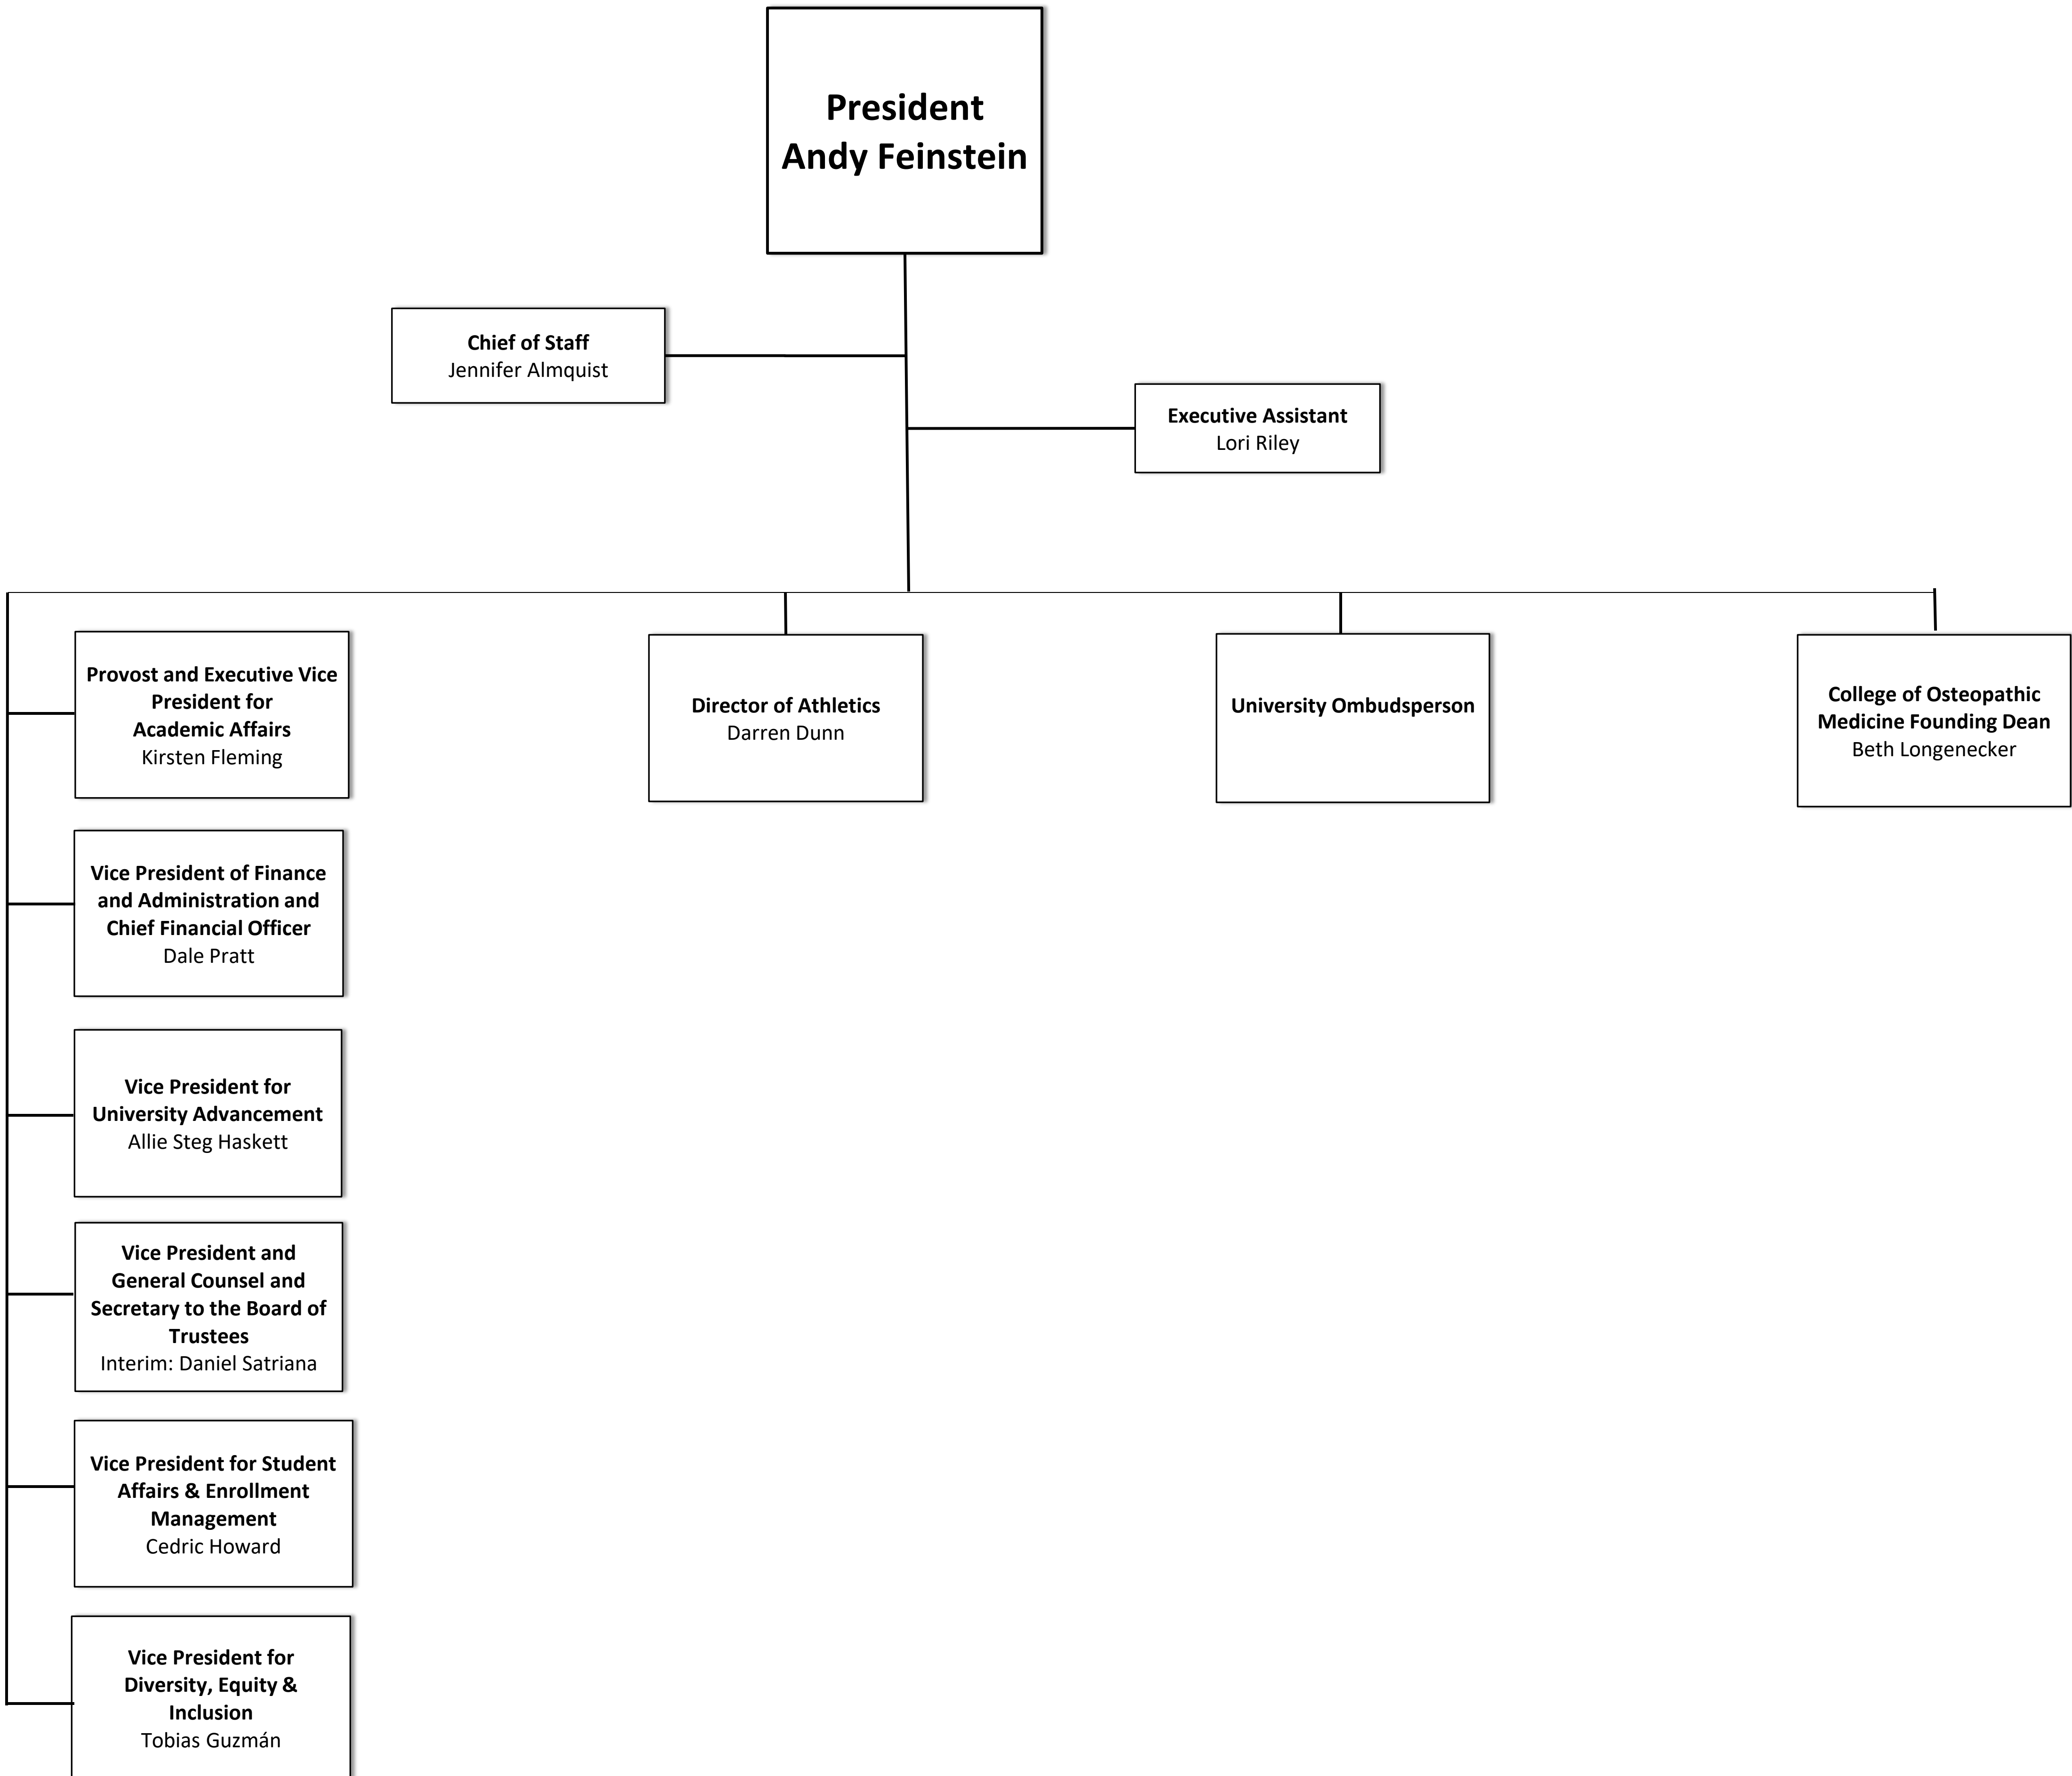 President
Andy Feinstein
Chief of Staff
Jennifer Almquist
Executive Assistant
Lori Riley
Provost and Executive Vice
President for
Academic Affairs
Kirsten Fleming
Director of Athletics
Darren Dunn
University Ombudsperson
College of Osteopathic
Medicine Founding Dean
Beth Longenecker
Vice President of Finance
and Administration and
Chief Financial Officer
Dale Pratt
Vice President for
University Advancement
Allie Steg Haskett
Vice President and
General Counsel and
Secretary to the Board of
Trustees
Interim: Daniel Satriana
Vice President for Student
Affairs & Enrollment
Management
Cedric Howard
Vice President for
Diversity, Equity &
Inclusion
Tobias Guzmán